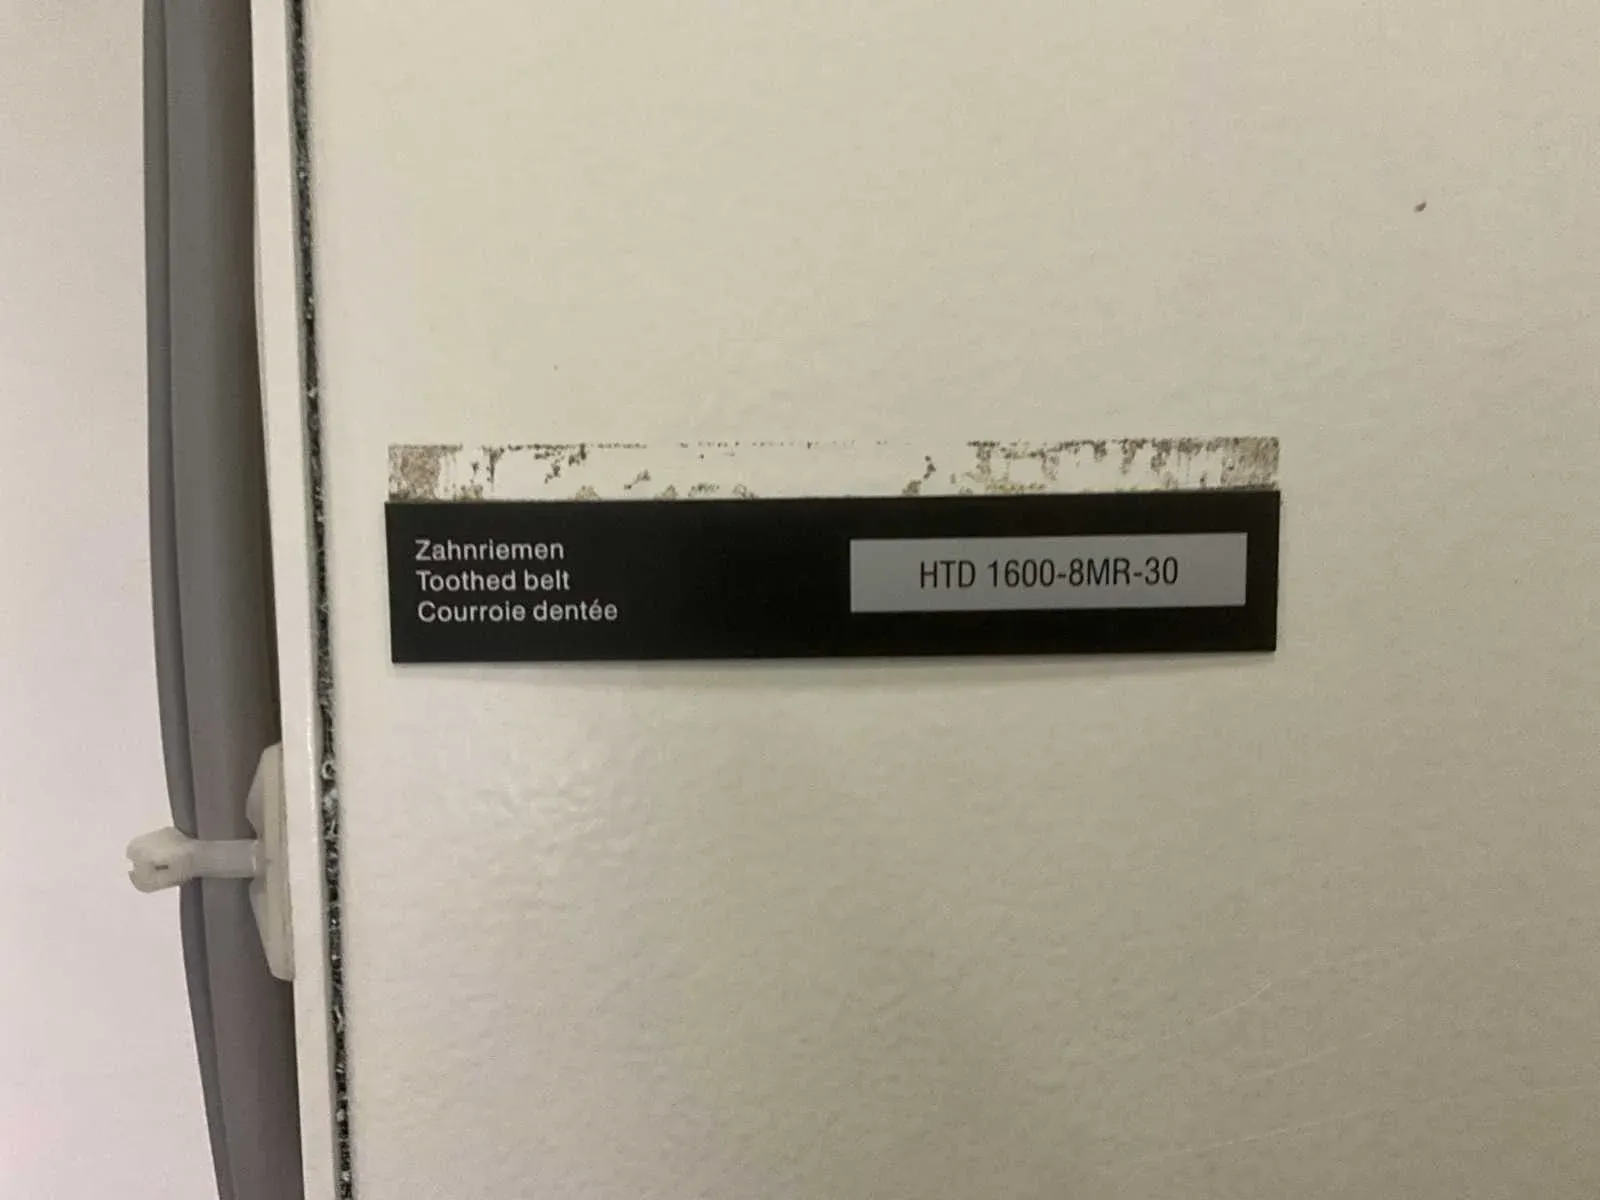 Zahnriemen
Toothed belt
Courroie dentée
HTD 1600-8MR-30